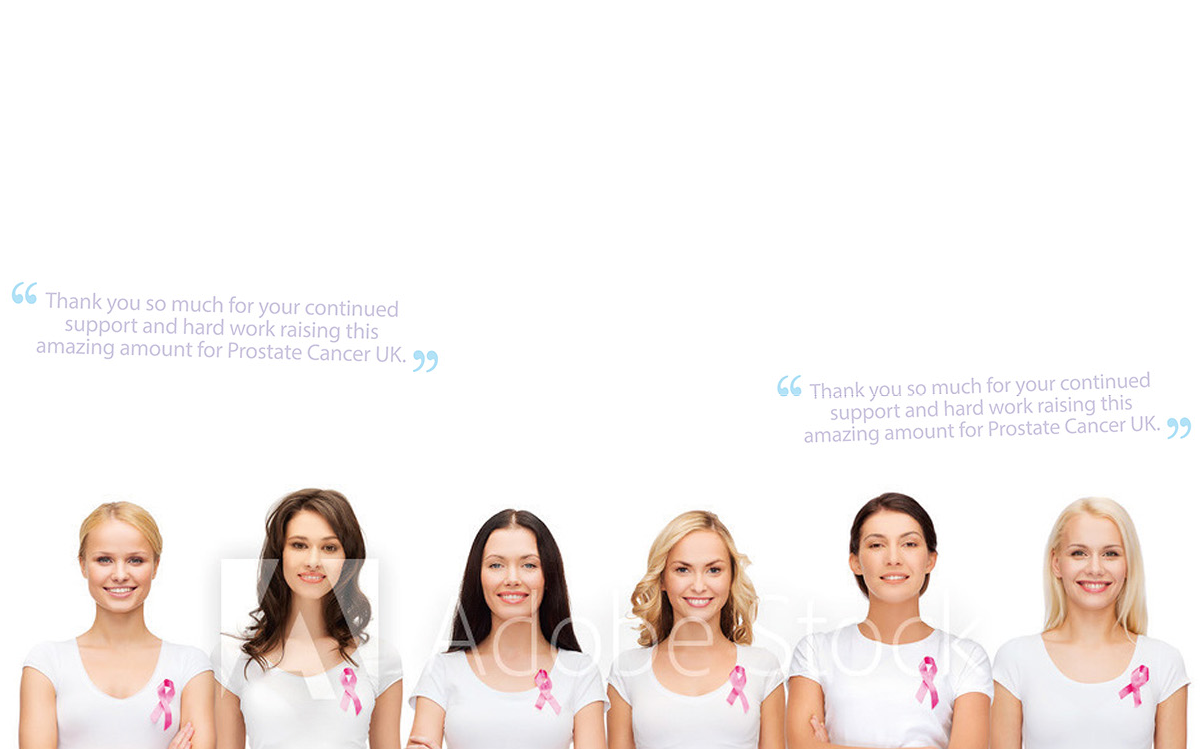 “ Thank you so much for your continued
support and hard work raising this
amazing amount for Prostate Cancer UK. ”
“ Thank you so much for your continued
support and hard work raising this
amazing amount for Prostate Cancer UK. ”
Adobe Stock